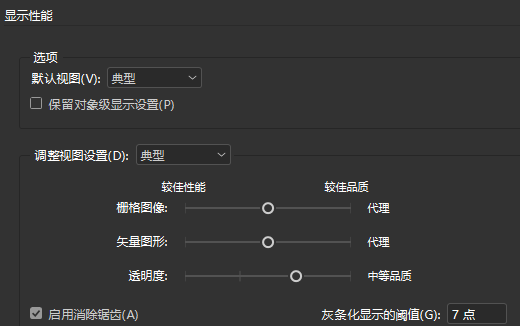 显示性能
选项
默认视图(V): 典型
保留对象级显示设置(P)
调整视图设置(D): 典型
较佳性能 较佳品质
栅格图像: 代理
矢量图形: 代理
透明度: 中等品质
启用消除锯齿(A) 灰条化显示的阈值(G): 7 点